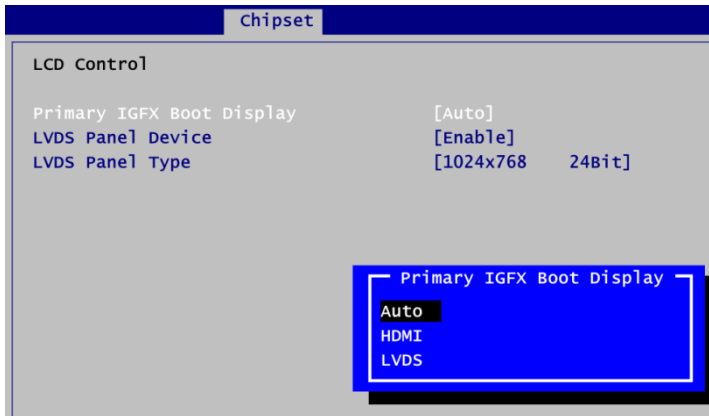 Chipset
LCD Control
Primary IGFX Boot Display [Auto]
LVDS Panel Device [Enable]
LVDS Panel Type [1024x768 24Bit]
Primary IGFX Boot Display
Auto
HDMI
LVDS